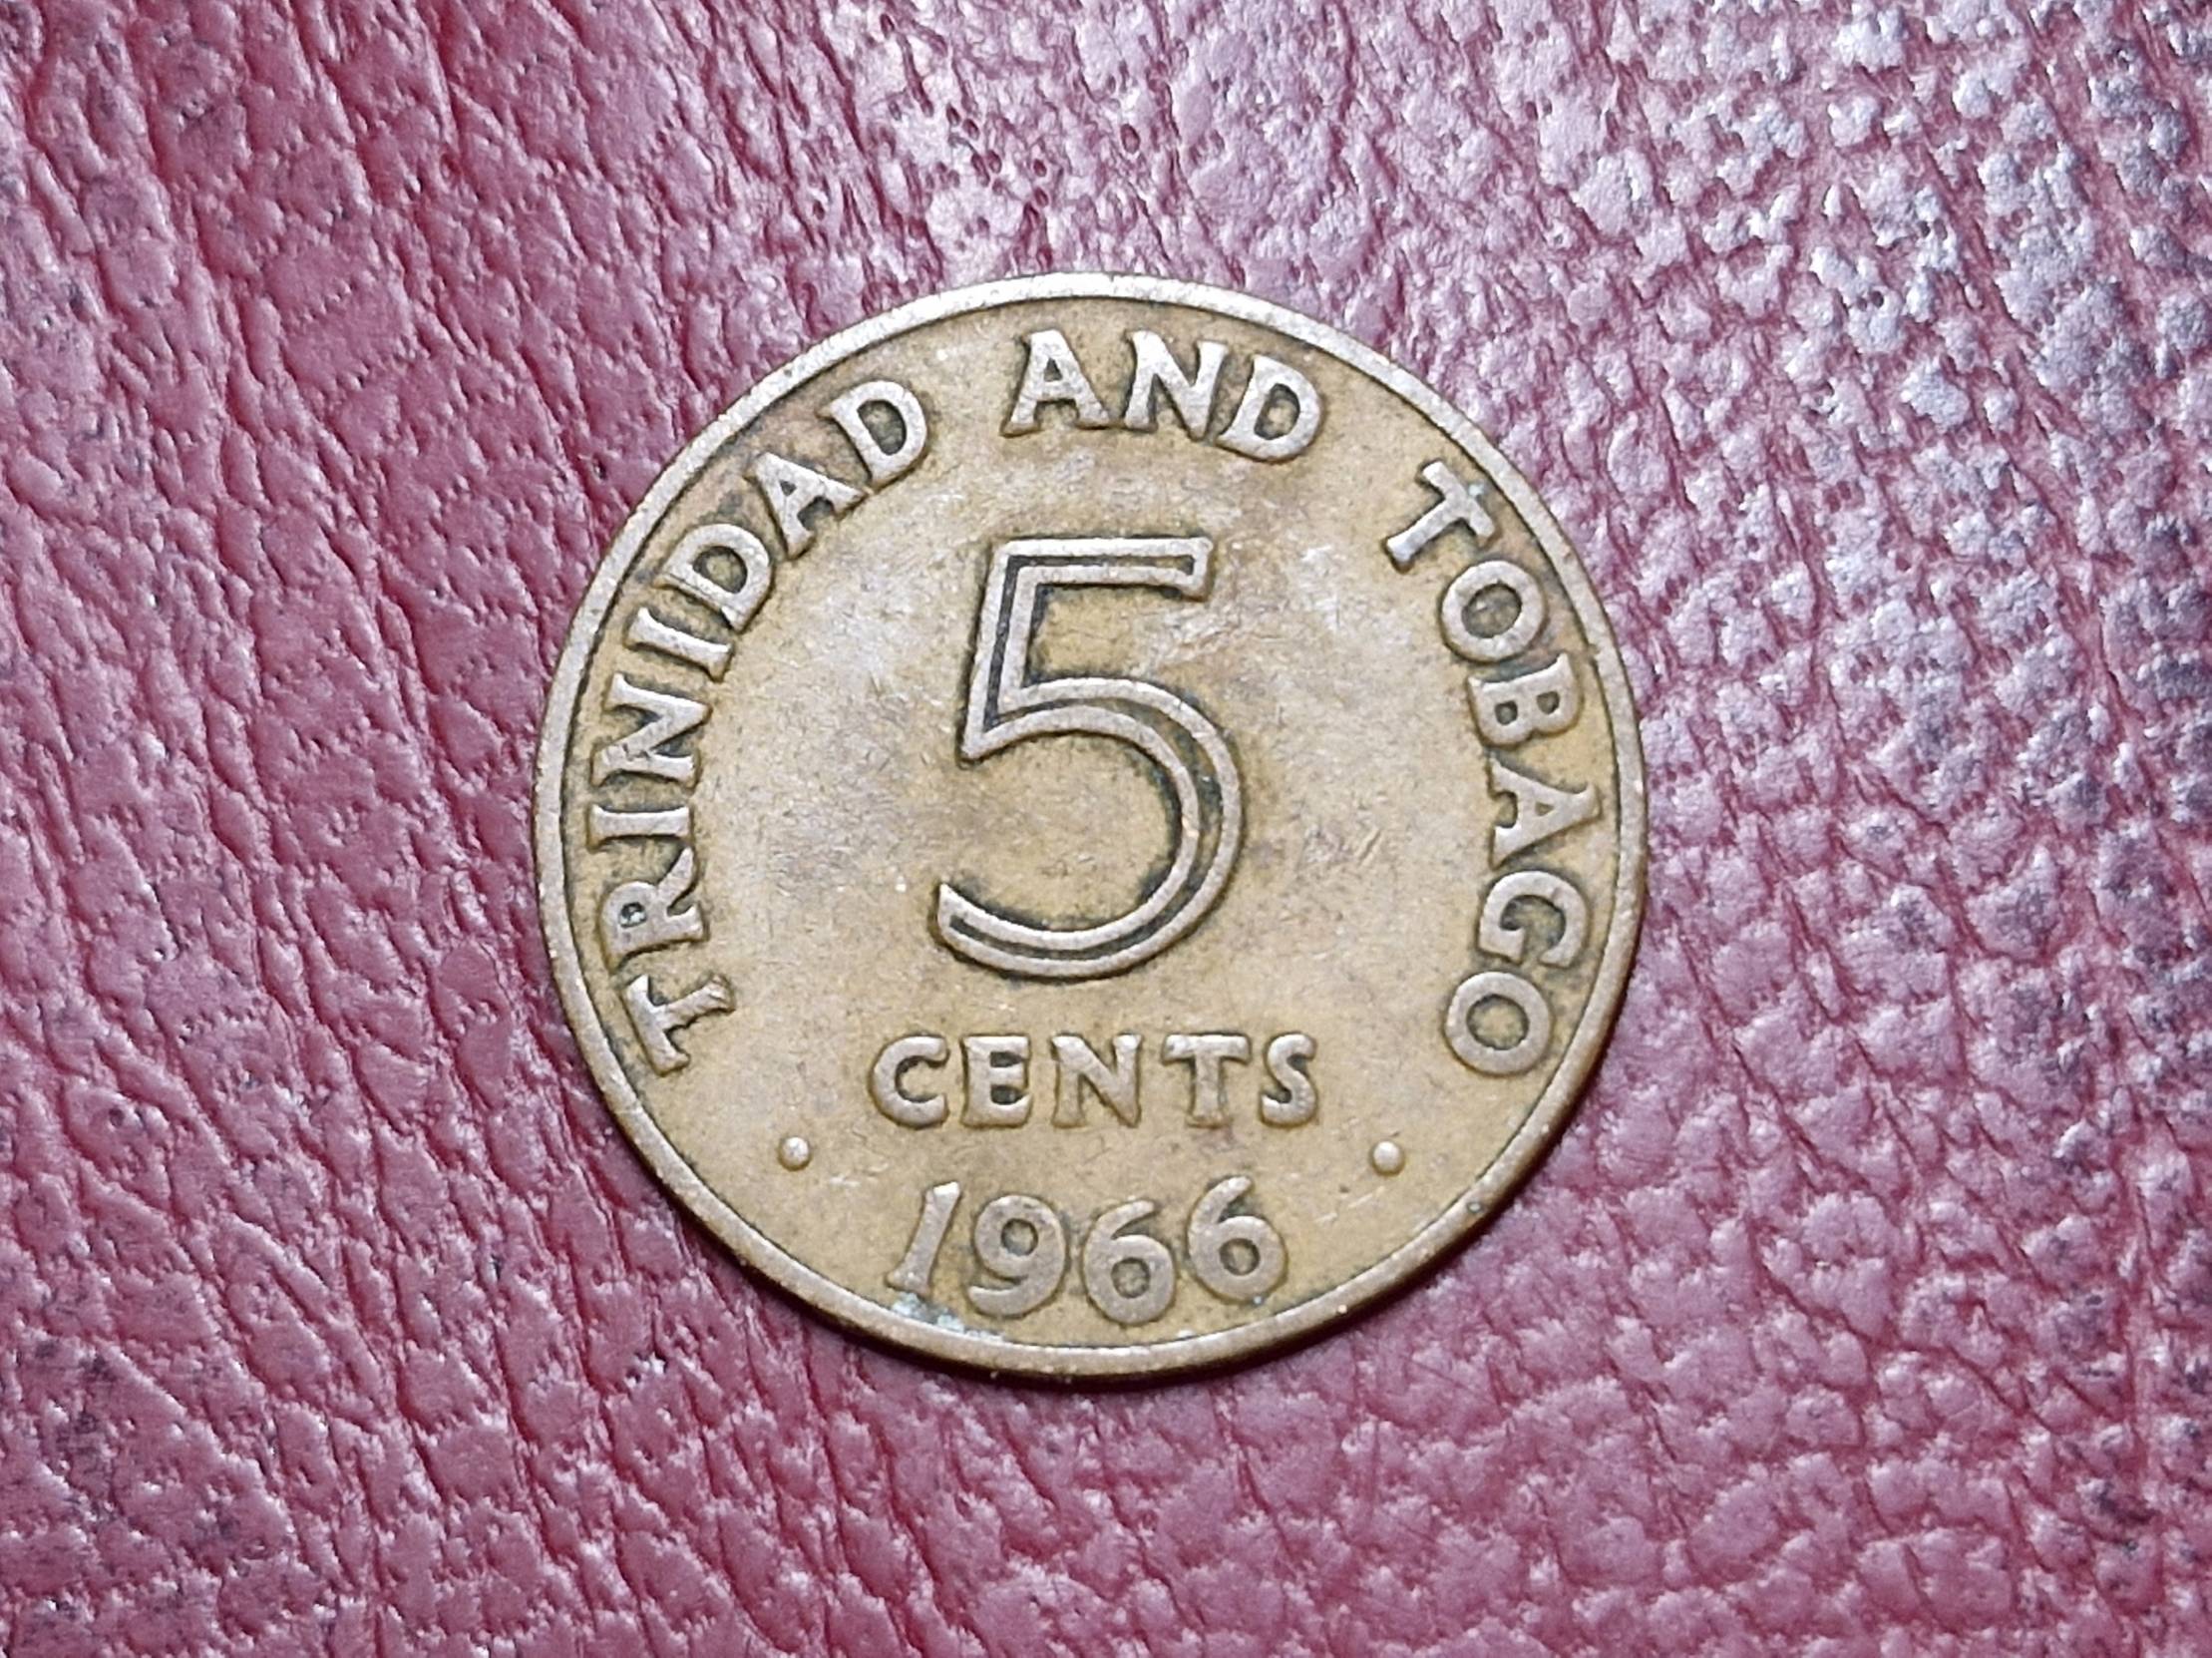 TRINIDAD AND TOBAGO
5
CENTS
· 1966 ·